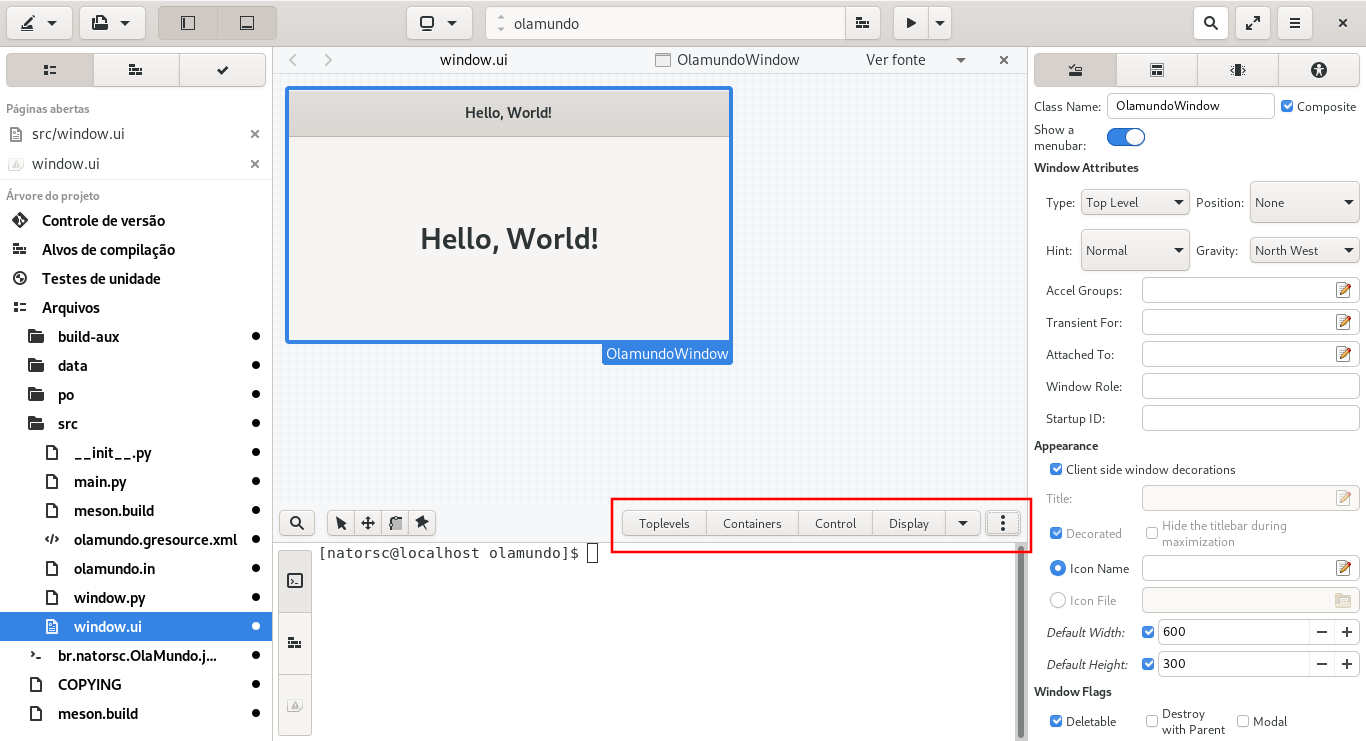 olamundo
Páginas abertas
src/window.ui
window.ui
Árvore do projeto
Controle de versão
Alvos de compilação
Testes de unidade
Arquivos
build-aux
data
po
src
__init__.py
main.py
meson.build
olamundo.gresource.xml
olamundo.in
window.py
window.ui
br.natorsc.OlaMundo.j...
COPYING
meson.build
window.ui
OlamundoWindow
Ver fonte
Hello, World!
Hello, World!
OlamundoWindow
Toplevels
Containers
Control
Display
[natorsc@localhost olamundo]$
Class Name: OlamundoWindow Composite
Show a
menubar:
Window Attributes
Type: Top Level Position: None
Hint: Normal Gravity: North West
Accel Groups:
Transient For:
Attached To:
Window Role:
Startup ID:
Appearance
Client side window decorations
Title:
Decorated
Hide the titlebar during
maximization
Icon Name
Icon File
Default Width: 600
Default Height: 300
Window Flags
Deletable
Destroy
with Parent
Modal